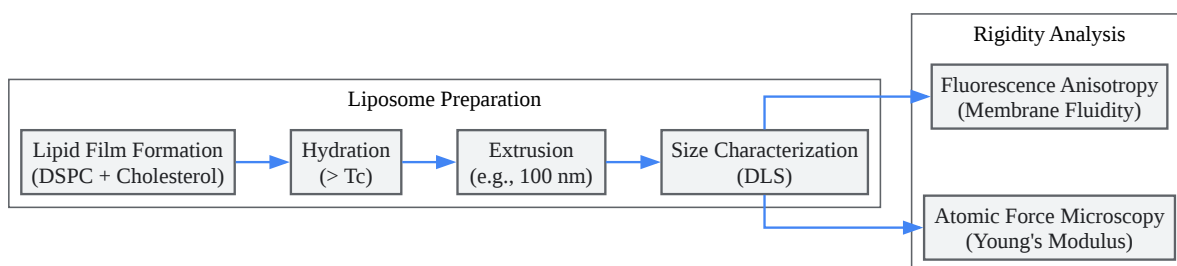 Rigidity Analysis
Fluorescence Anisotropy
(Membrane Fluidity)
Liposome Preparation
Lipid Film Formation
(DSPC + Cholesterol)
Hydration
(> Tc)
Extrusion
(e.g., 100 nm)
Size Characterization
(DLS)
Atomic Force Microscopy
(Young's Modulus)